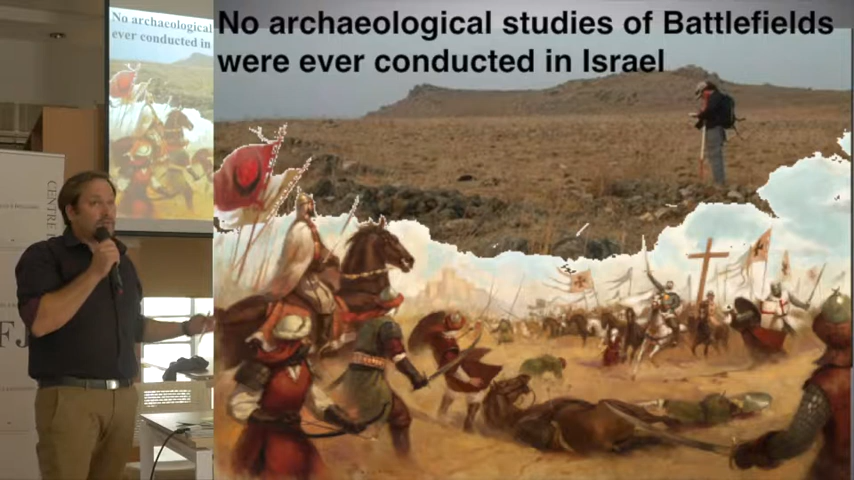 No archaeological studies of Battlefields
were ever conducted in Israel
No archaeological
ever conducted in
CENTRE
FJ